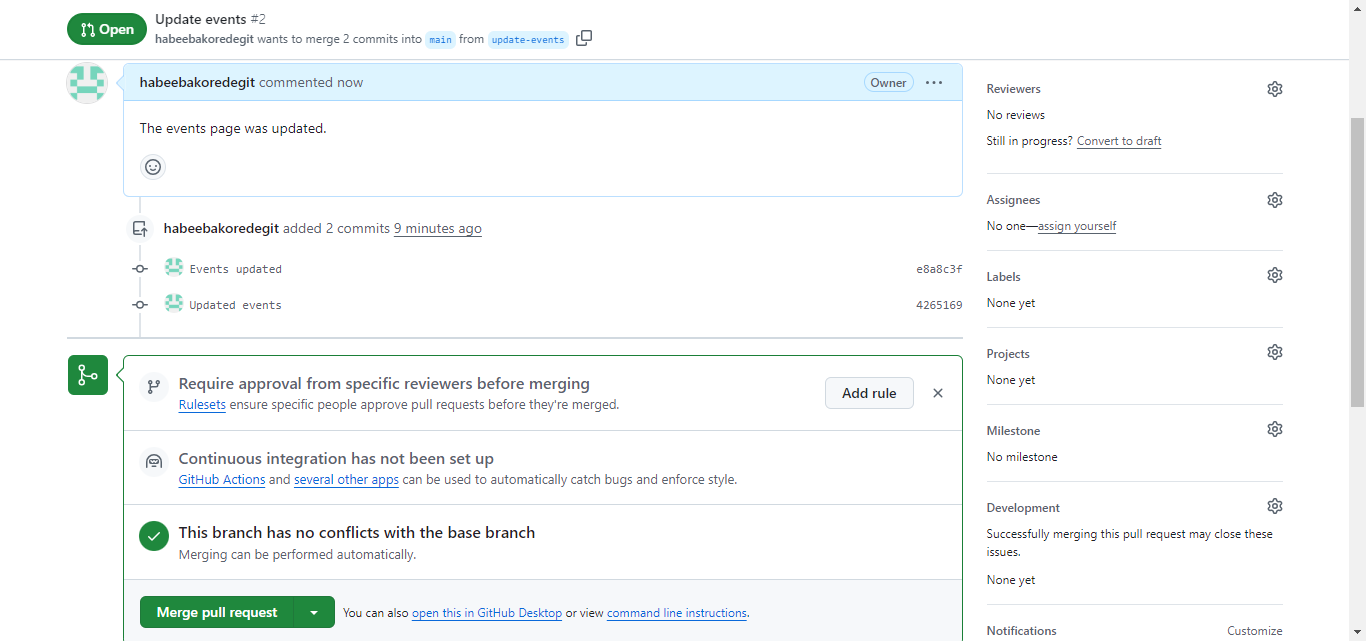 Open
Update events #2
habeebakoredegit wants to merge 2 commits into main from update-events
habeebakoredegit commented now
Owner
The events page was updated.
habeebakoredegit added 2 commits 9 minutes ago
Events updated
e8a8c3f
Updated events
4265169
Require approval from specific reviewers before merging
Rulesets ensure specific people approve pull requests before they're merged.
Add rule
Continuous integration has not been set up
GitHub Actions and several other apps can be used to automatically catch bugs and enforce style.
This branch has no conflicts with the base branch
Merging can be performed automatically.
Merge pull request
You can also open this in GitHub Desktop or view command line instructions.
Reviewers
No reviews
Still in progress? Convert to draft
Assignees
No one—assign yourself
Labels
None yet
Projects
None yet
Milestone
No milestone
Development
Successfully merging this pull request may close these
issues.
None yet
Notifications
Customize